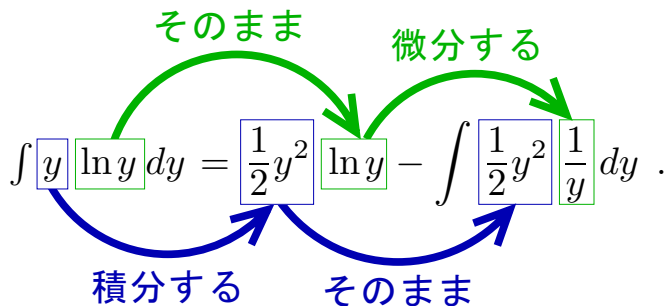 そのまま 微分する
∫ y ln y dy = 1/2 y² ln y − ∫ 1/2 y² 1/y dy .
積分する そのまま